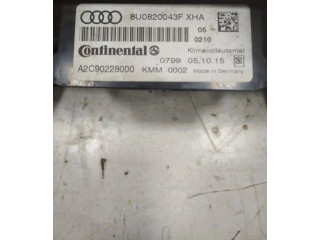 8U0820043F XHA
05
0210
Continental
Klimavollautomat
0799 05.10.15
A2C90228000 KMM 0002 Made in Germany